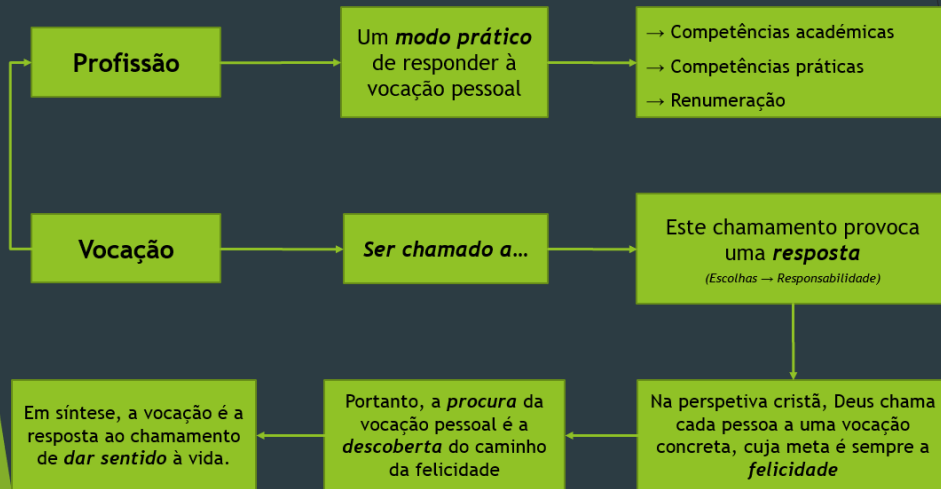 Profissão
Um modo prático
de responder à
vocação pessoal
→ Competências académicas
→ Competências práticas
→ Renumeração
Vocação
Ser chamado a…
Este chamamento provoca
uma resposta
(Escolhas → Responsabilidade)
Na perspetiva cristã, Deus chama
cada pessoa a uma vocação
concreta, cuja meta é sempre a
felicidade
Portanto, a procura da
vocação pessoal é a
descoberta do caminho
da felicidade
Em síntese, a vocação é a
resposta ao chamamento
de dar sentido à vida.